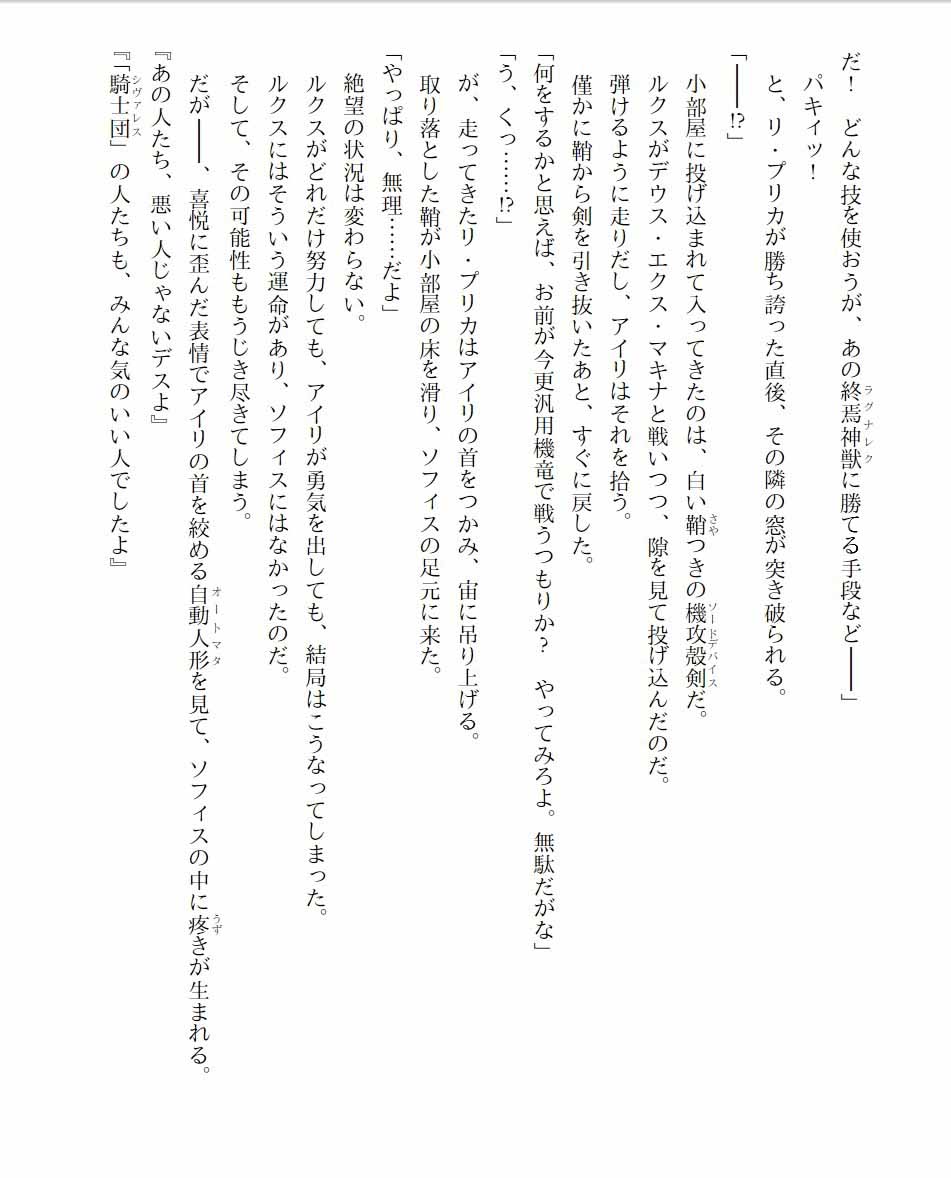 だ！　どんな技を使おうが、あの終焉神獣に勝てる手段など――」
ラグナレク
パキィッ！
と、リ・プリカが勝ち誇った直後、その隣の窓が突き破られる。
「――!?」
小部屋に投げ込まれて入ってきたのは、白い鞘つきの機攻殻剣だ。
さや
ソードデバイス
ルクスがデウス・エクス・マキナと戦いつつ、隙を見て投げ込んだのだ。
弾けるように走りだし、アイリはそれを拾う。
僅かに鞘から剣を引き抜いたあと、すぐに戻した。
「何をするかと思えば、お前が今更汎用機竜で戦うつもりか？　やってみろよ。無駄だがな」
「う、くっ……!?」
が、走ってきたリ・プリカはアイリの首をつかみ、宙に吊り上げる。
取り落とした鞘が小部屋の床を滑り、ソフィスの足元に来た。
「やっぱり、無理……だよ」
絶望の状況は変わらない。
ルクスがどれだけ努力しても、アイリが勇気を出しても、結局はこうなってしまった。
ルクスにはそういう運命があり、ソフィスにはなかったのだ。
そして、その可能性ももうじき尽きてしまう。
だが――、喜悦に歪んだ表情でアイリの首を絞める自動人形を見て、ソフィスの中に疼きが生まれる。
オートマタ
うず
『あの人たち、悪い人じゃないデスよ』
『「騎士団」の人たちも、みんな気のいい人でしたよ』
シヴァレス